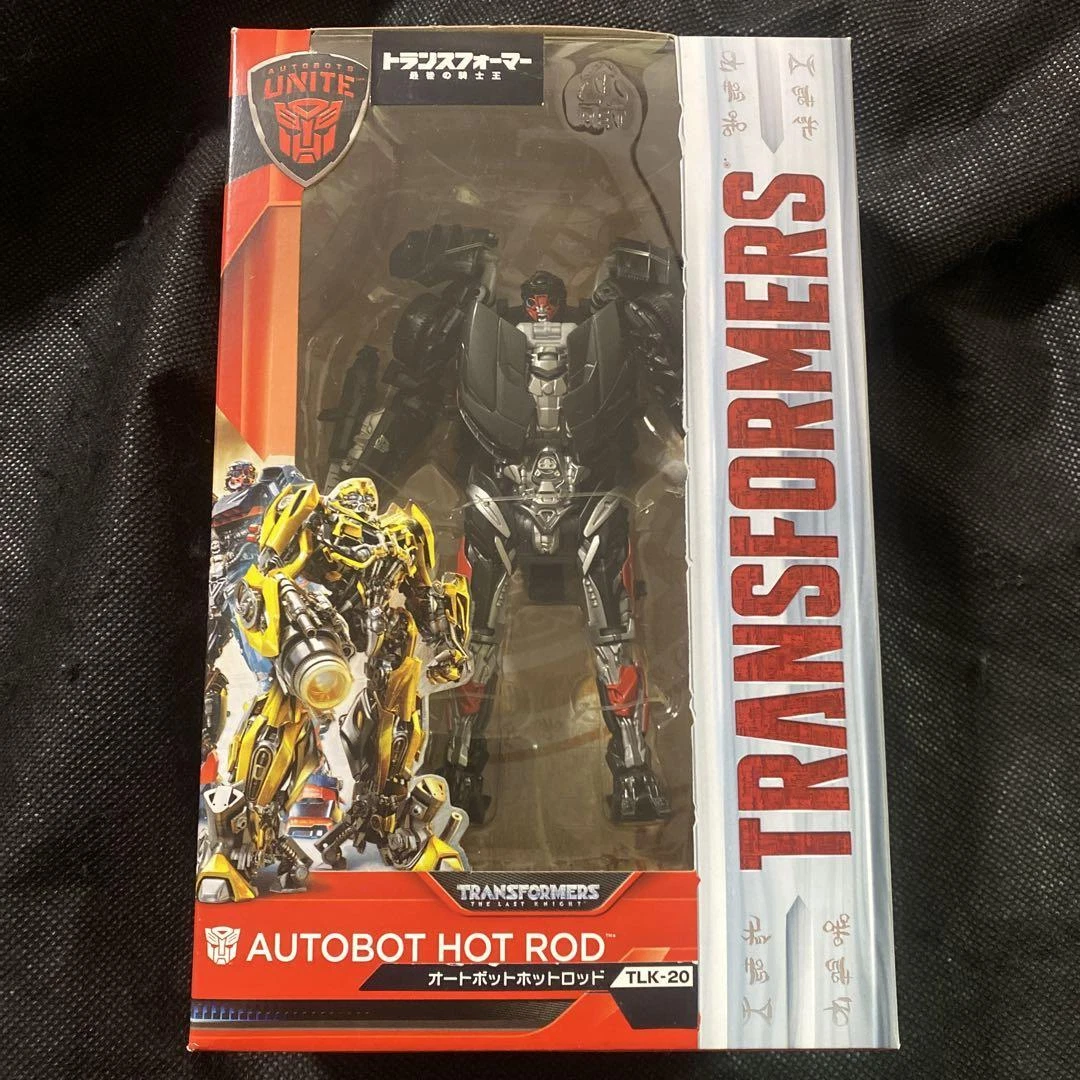 AUTOBOTS
UNITE
トランスフォーマー
最後の騎士王
TRANSFORMERS
TRANSFORMERS
THE LAST KNIGHT
AUTOBOT HOT ROD™
オートボットホットロッド
TLK-20